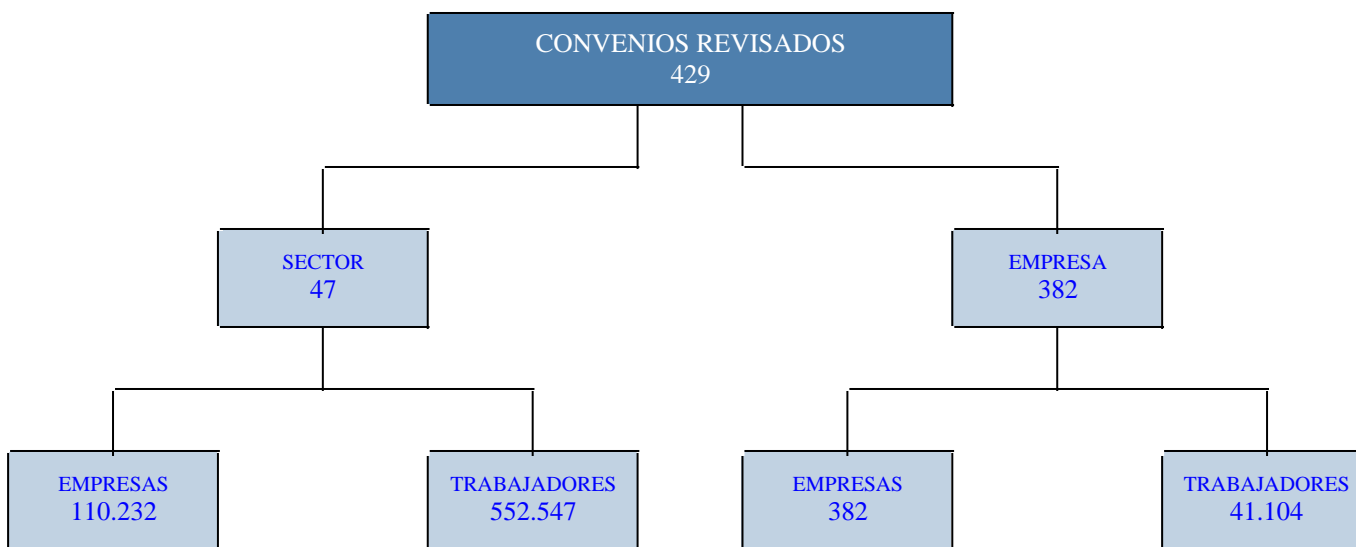 CONVENIOS REVISADOS
429
SECTOR
47
EMPRESA
382
EMPRESAS
110.232
TRABAJADORES
552.547
EMPRESAS
382
TRABAJADORES
41.104